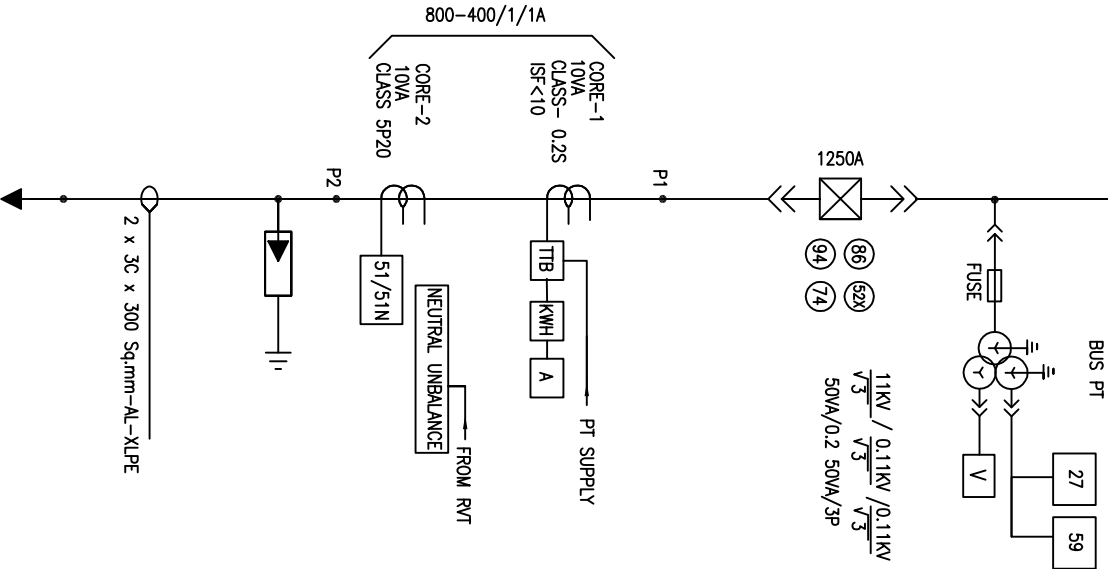 800-400/1/1A
CORE-1
10VA
CLASS- 0.2S
ISF<10
CORE-2
10VA
CLASS 5P20
1250A
P1
P2
86
52X
94
74
FUSE
BUS PT
27
59
V
11KV/√3 / 0.11KV/√3 /0.11KV/√3
50VA/0.2 50VA/3P
TTB
KWH
A
PT SUPPLY
51/51N
NEUTRAL UNBALANCE
FROM RVT
2 x 3C x 300 Sq.mm-AL-XLPE